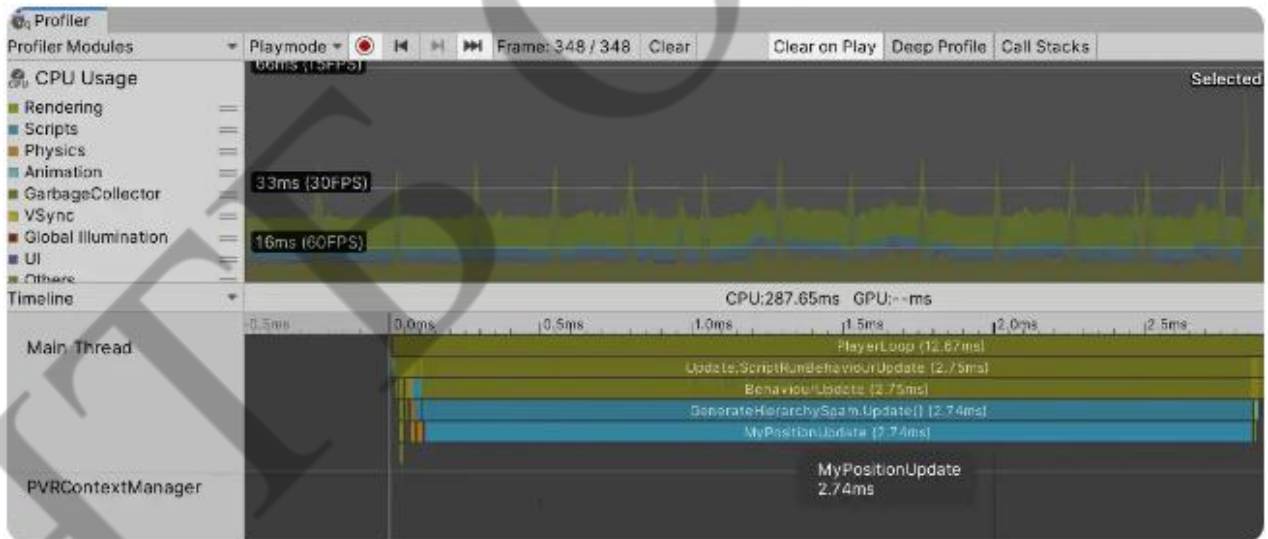 Profiler
Profiler Modules Playmode Frame: 348 / 348 Clear Clear on Play Deep Profile Call Stacks
CPU Usage
66ms (15FPS)
Selected
Rendering
Scripts
Physics
Animation
GarbageCollector
VSync
Global Illumination
UI
Others
33ms (30FPS)
16ms (60FPS)
Timeline CPU:287.65ms GPU:--ms
-0.5ms 0.0ms 0.5ms 1.0ms 1.5ms 2.0ms 2.5ms
Main Thread
PlayerLoop (12.67ms)
Update.ScriptRunBehaviourUpdate (2.75ms)
BehaviourUpdate (2.75ms)
GenerateHierarchySpam.Update() (2.74ms)
MyPositionUpdate (2.74ms)
MyPositionUpdate
2.74ms
PVRContextManager